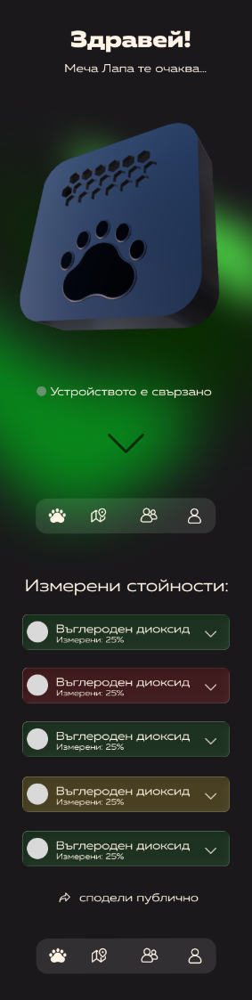 Здравей!
Меча Лапа те очаква...
Устройството е свързано
Измерени стойности:
Въглероден диоксид
Измерени: 25%
Въглероден диоксид
Измерени: 25%
Въглероден диоксид
Измерени: 25%
Въглероден диоксид
Измерени: 25%
Въглероден диоксид
Измерени: 25%
сподели публично